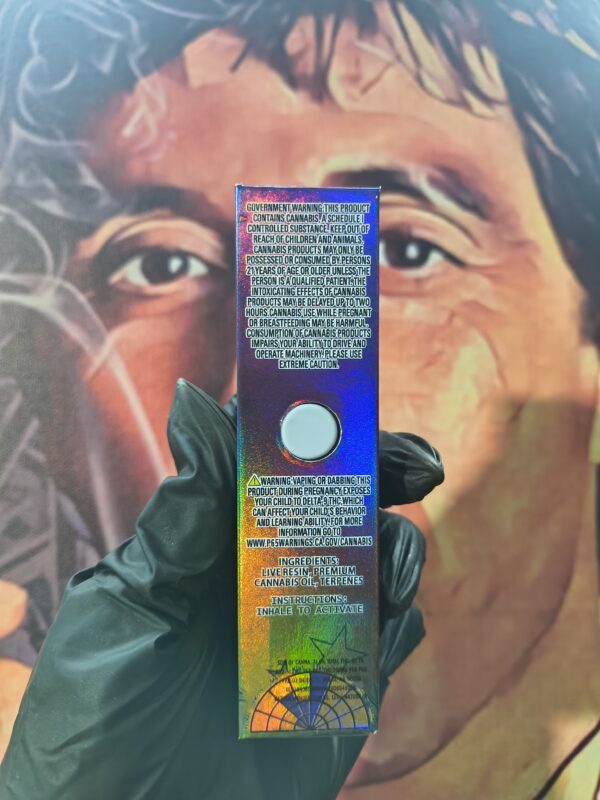 GOVERNMENT WARNING: THIS PRODUCT
CONTAINS CANNABIS, A SCHEDULE I
CONTROLLED SUBSTANCE. KEEP OUT OF
REACH OF CHILDREN AND ANIMALS.
CANNABIS PRODUCTS MAY ONLY BE
POSSESSED OR CONSUMED BY PERSONS
21 YEARS OF AGE OR OLDER UNLESS THE
PERSON IS A QUALIFIED PATIENT. THE
INTOXICATING EFFECTS OF CANNABIS
PRODUCTS MAY BE DELAYED UP TO TWO
HOURS. CANNABIS USE WHILE PREGNANT
OR BREASTFEEDING MAY BE HARMFUL.
CONSUMPTION OF CANNABIS PRODUCTS
IMPAIRS YOUR ABILITY TO DRIVE AND
OPERATE MACHINERY. PLEASE USE
EXTREME CAUTION.
WARNING: VAPING OR DABBING THIS
PRODUCT DURING PREGNANCY EXPOSES
YOUR CHILD TO DELTA-9 THC, WHICH
CAN AFFECT YOUR CHILD'S BEHAVIOR
AND LEARNING ABILITY. FOR MORE
INFORMATION GO TO
WWW.P65WARNINGS.CA.GOV/CANNABIS
INGREDIENTS:
LIVE RESIN, PREMIUM
CANNABIS OIL, TERPENES
INSTRUCTIONS:
INHALE TO ACTIVATE